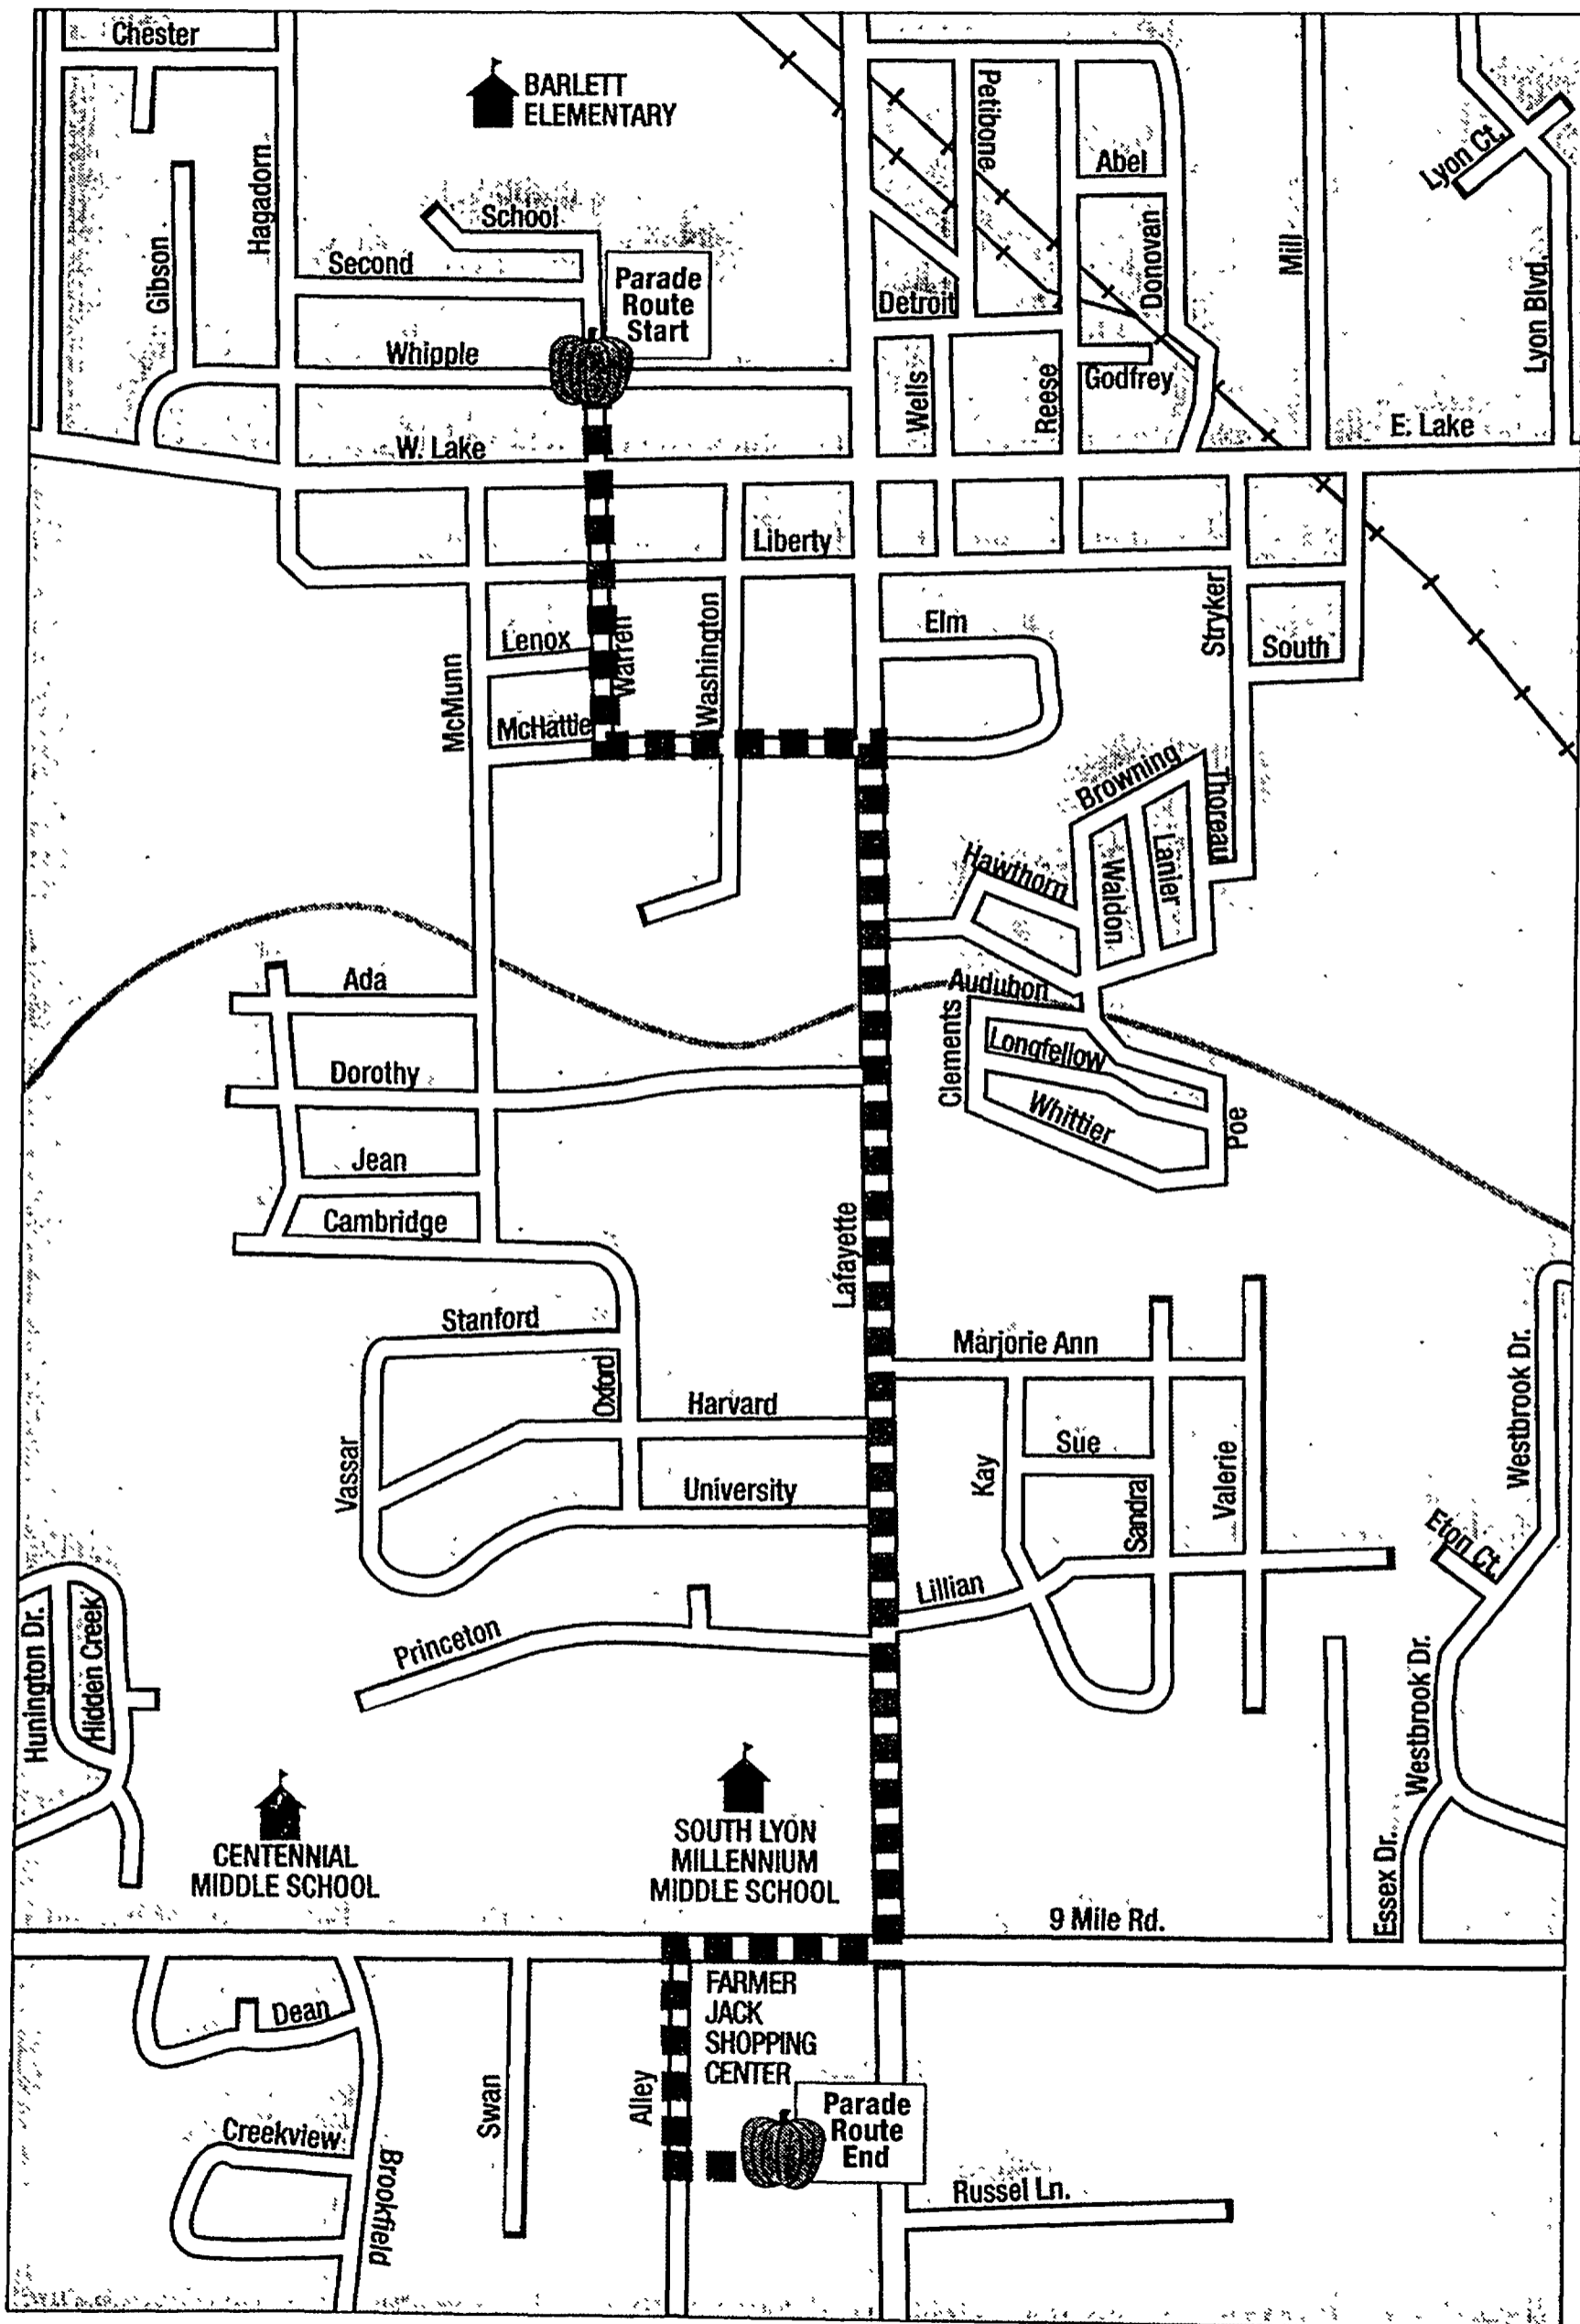 Chester
BARLETT
ELEMENTARY
Petibone
Abel
Lyon Ct.
Hagadorn
School
Gibson
Second
Parade
Route
Start
Detroit
Donovan
Mill
Lyon Blvd.
Whipple
Wells
Reese
Godfrey
W. Lake
E. Lake
Liberty
Lenox
Warren
Washington
Elm
Stryker
South
McMunn
McHattie
Browning
Thoreau
Hawthorn
Waldon
Lanier
Ada
Audubon
Clements
Longfellow
Dorothy
Whittier
Poe
Jean
Cambridge
Lafayette
Stanford
Marjorie Ann
Oxford
Harvard
Westbrook Dr.
Vassar
Kay
Sue
Sandra
Valerie
University
Eton Ct.
Lillian
Princeton
Hunington Dr.
Hidden Creek
Westbrook Dr.
CENTENNIAL
MIDDLE SCHOOL
SOUTH LYON
MILLENNIUM
MIDDLE SCHOOL
Essex Dr.
9 Mile Rd.
FARMER
JACK
SHOPPING
CENTER
Dean
Swan
Alley
Parade
Route
End
Creekview
Brookfield
Russel Ln.